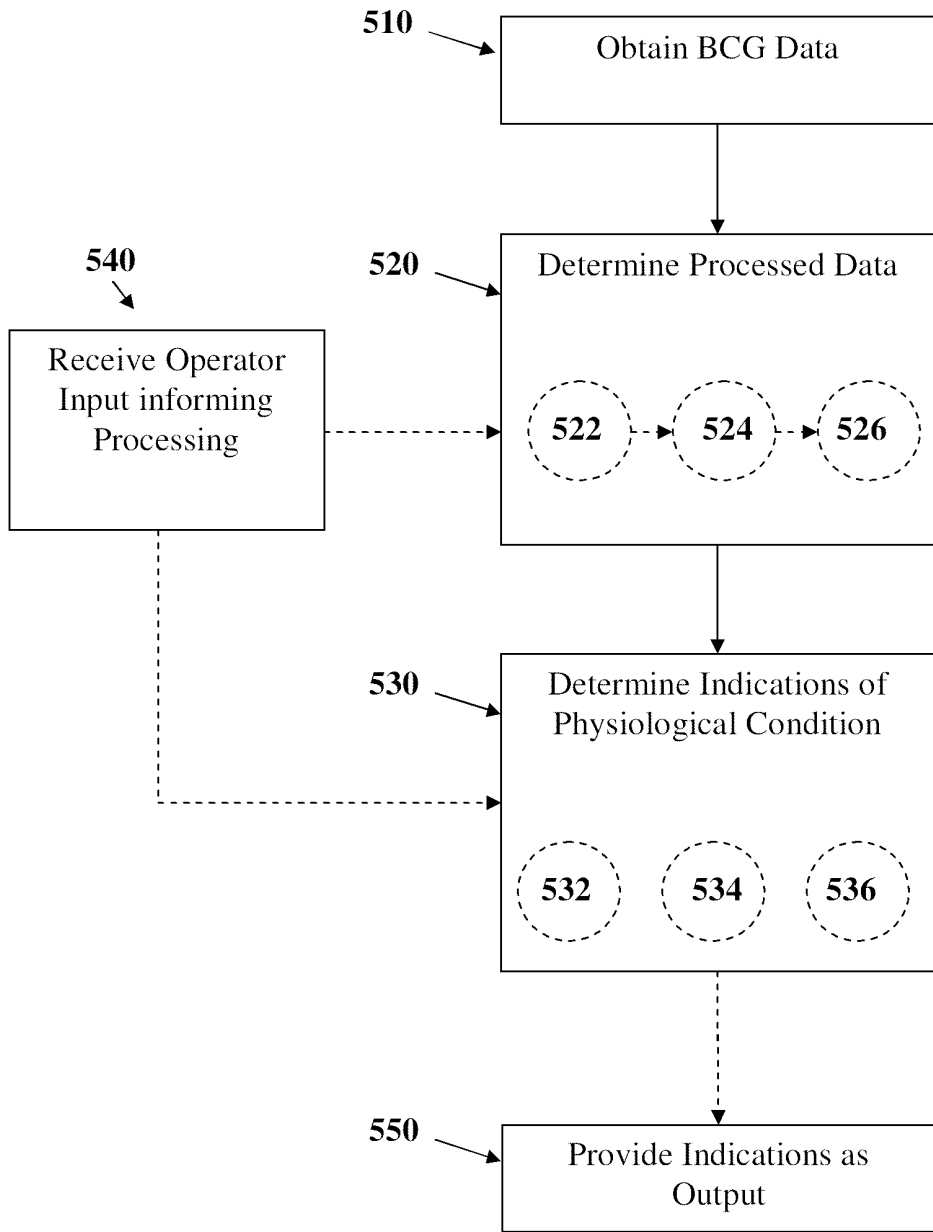 510
Obtain BCG Data
540
520
Determine Processed Data
Receive Operator
Input informing
Processing
522
524
526
530
Determine Indications of
Physiological Condition
532
534
536
550
Provide Indications as
Output